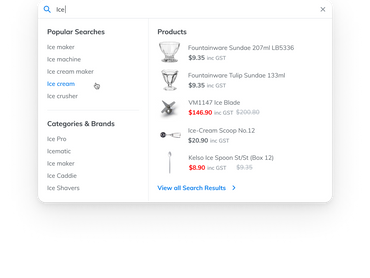 Ice
Popular Searches
Ice maker
Ice machine
Ice cream maker
Ice cream
Ice crusher
Categories & Brands
Ice Pro
Icematic
Ice maker
Ice Caddie
Ice Shavers
Products
Fountainware Sundae 207ml LB5336
$9.35 inc GST
Fountainware Tulip Sundae 133ml
$9.35 inc GST
VM1147 Ice Blade
$146.90 inc GST $200.80
Ice-Cream Scoop No.12
$20.90 inc GST
Kelso Ice Spoon St/St (Box 12)
$8.90 inc GST $9.35
View all Search Results